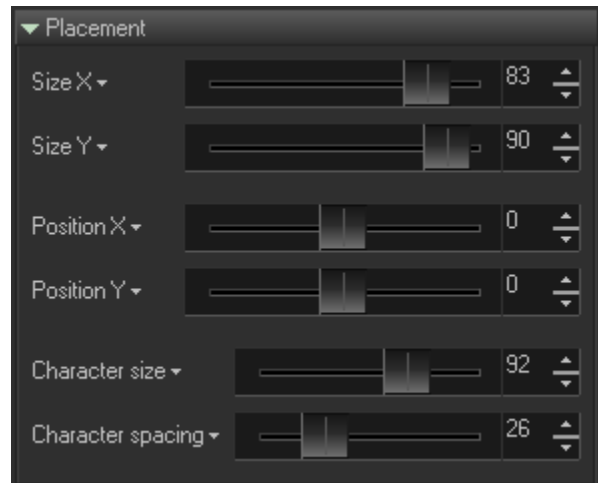 Placement
Size X 83
Size Y 90
Position X 0
Position Y 0
Character size 92
Character spacing 26